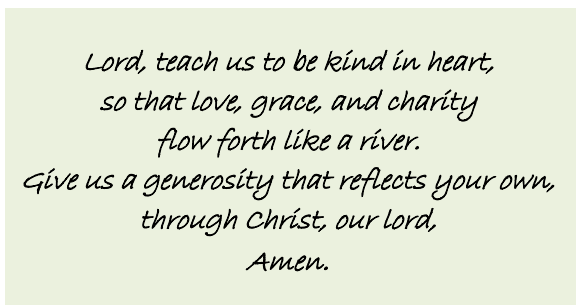 Lord, teach us to be kind in heart,
so that love, grace, and charity
flow forth like a river.
Give us a generosity that reflects your own,
through Christ, our lord,
Amen.